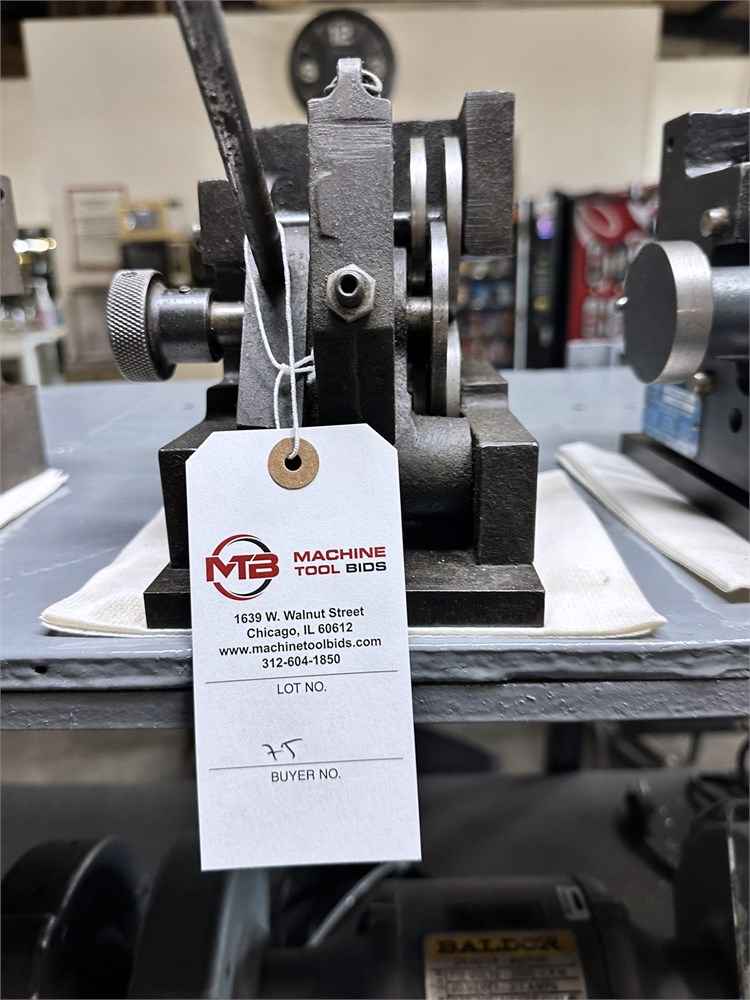 12
MTB MACHINE
TOOL BIDS
1639 W. Walnut Street
Chicago, IL 60612
www.machinetoolbids.com
312-604-1850
LOT NO.
75
BUYER NO.
BALDOR